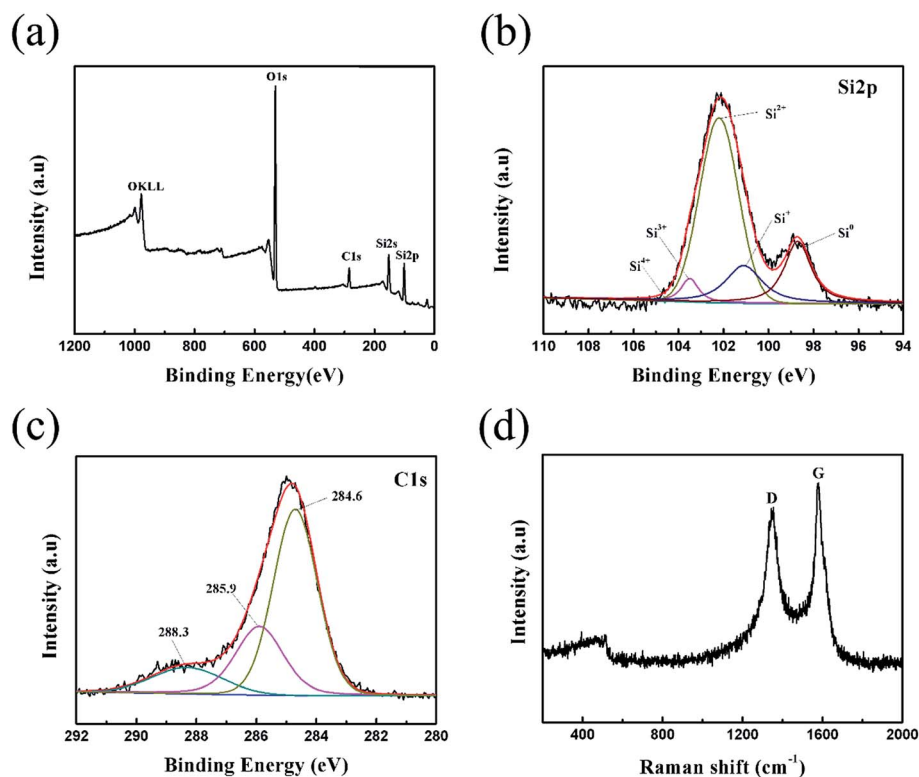 (a)
O1s
OKLL
C1s
Si2s
Si2p
Intensity (a.u)
1200 1000 800 600 400 200 0
Binding Energy(eV)
(b)
Si2p
Si²⁺
Si⁺
Si³⁺
Si⁰
Si⁴⁺
Intensity (a.u)
110 108 106 104 102 100 98 96 94
Binding Energy (eV)
(c)
C1s
284.6
285.9
288.3
Intensity (a.u)
292 290 288 286 284 282 280
Binding Energy (eV)
(d)
G
D
Intensity (a.u)
400 800 1200 1600 2000
Raman shift (cm⁻¹)